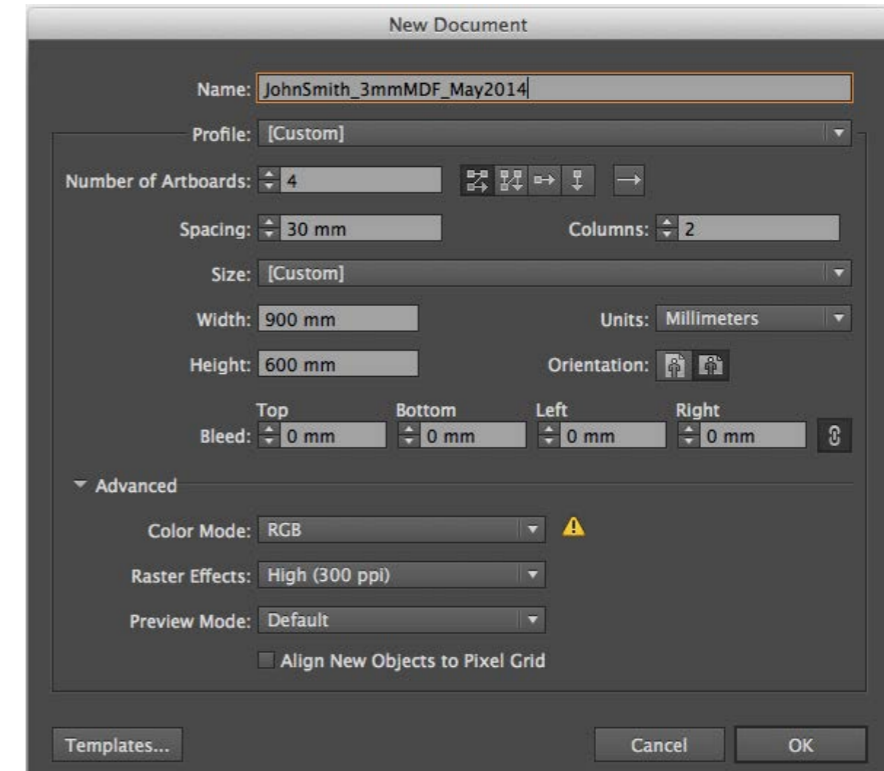 New Document
Name: JohnSmith_3mmMDF_May2014
Profile: [Custom]
Number of Artboards: 4
Spacing: 30 mm Columns: 2
Size: [Custom]
Width: 900 mm Units: Millimeters
Height: 600 mm Orientation:
Top Bottom Left Right
Bleed: 0 mm 0 mm 0 mm 0 mm
Advanced
Color Mode: RGB
Raster Effects: High (300 ppi)
Preview Mode: Default
Align New Objects to Pixel Grid
Templates... Cancel OK